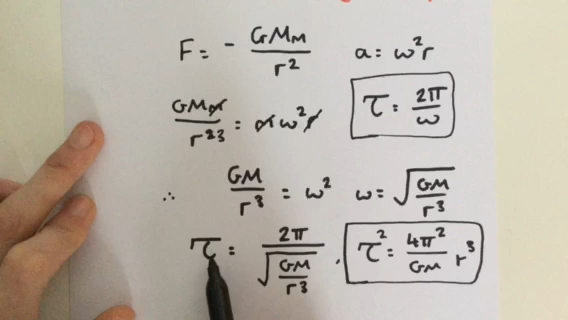 F = - GMm/r² a = ω²r
GMm/r²3 = mω²r τ = 2π/ω
∴ GM/r³ = ω² ω = √(GM/r³)
τ = 2π/√(GM/r³) . τ² = 4π²/GM r³